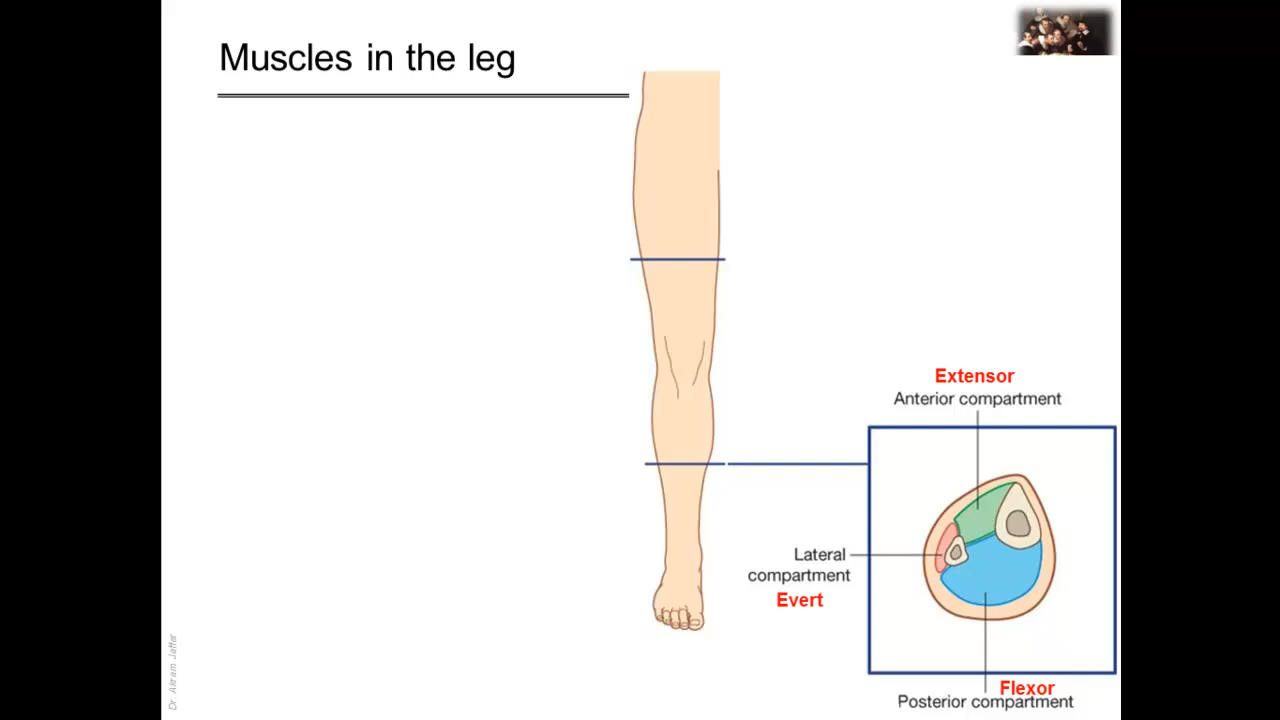 Muscles in the leg
Extensor
Anterior compartment
Lateral
compartment
Evert
Flexor
Posterior compartment
Dr. Akram Jaffar